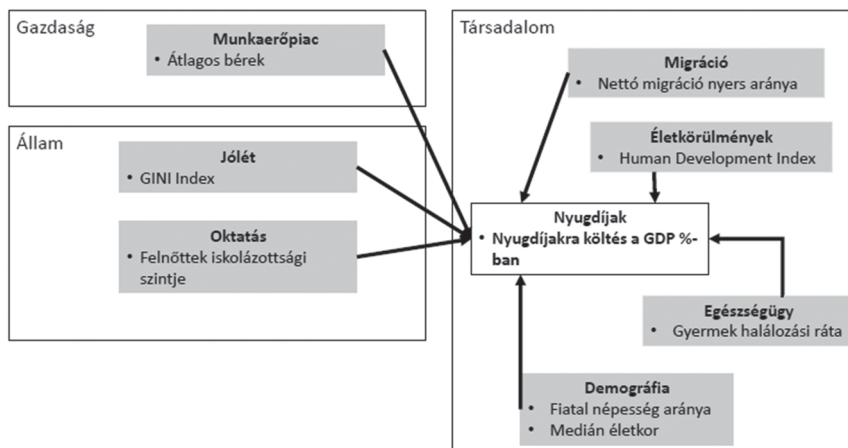 Gazdaság
Munkaerőpiac
• Átlagos bérek
Állam
Jólét
• GINI Index
Oktatás
• Felnőttek iskolázottsági
szintje
Társadalom
Migráció
• Nettó migráció nyers aránya
Életkörülmények
• Human Development Index
Nyugdíjak
• Nyugdíjakra költés a GDP %-
ban
Egészségügy
• Gyermek halálozási ráta
Demográfia
• Fiatal népesség aránya
• Medián életkor